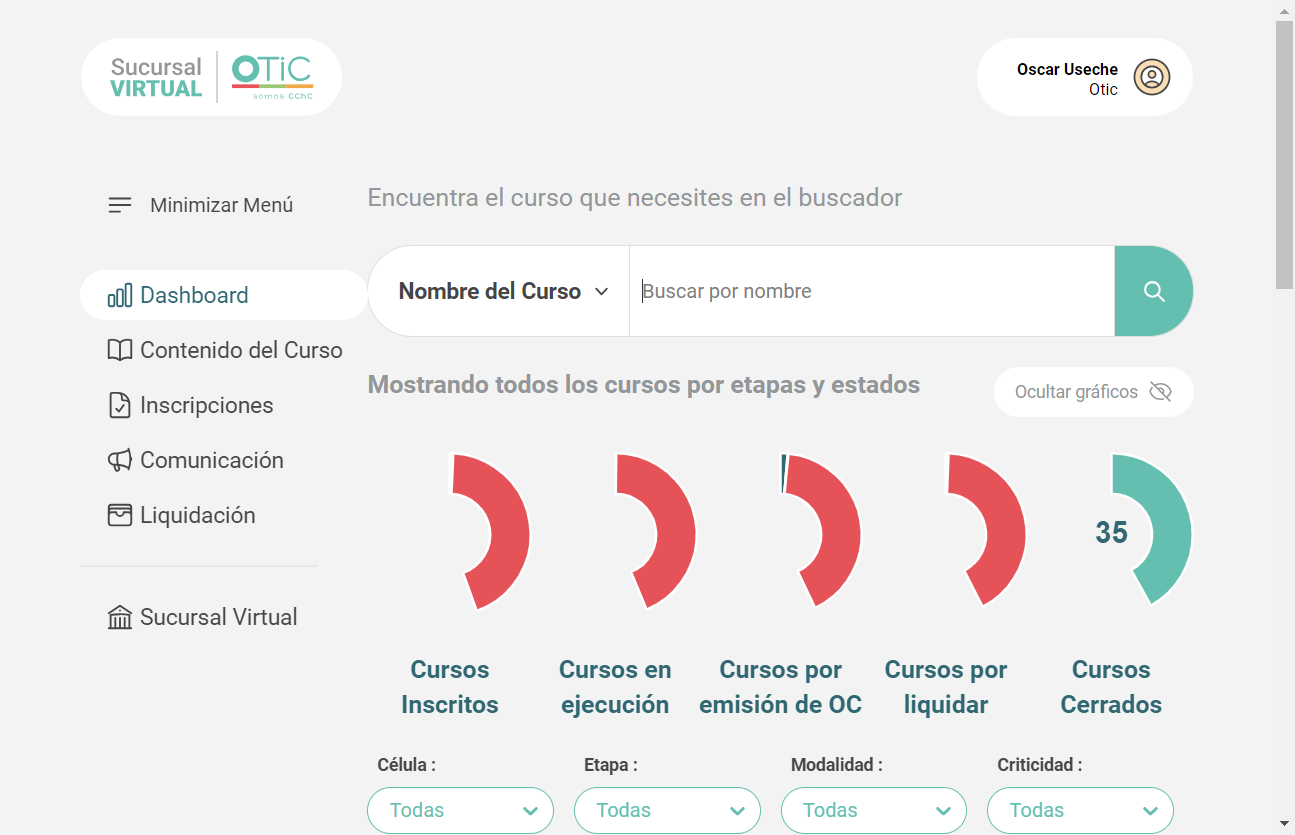 Sucursal
VIRTUAL
OTiC
somos CChC
Oscar Useche
Otic
Minimizar Menú
Encuentra el curso que necesites en el buscador
Dashboard
Nombre del Curso
Buscar por nombre
Contenido del Curso
Mostrando todos los cursos por etapas y estados
Ocultar gráficos
Inscripciones
Comunicación
Liquidación
Sucursal Virtual
35
Cursos
Inscritos
Cursos en
ejecución
Cursos por
emisión de OC
Cursos por
liquidar
Cursos
Cerrados
Célula :
Todas
Etapa :
Todas
Modalidad :
Todas
Criticidad :
Todas